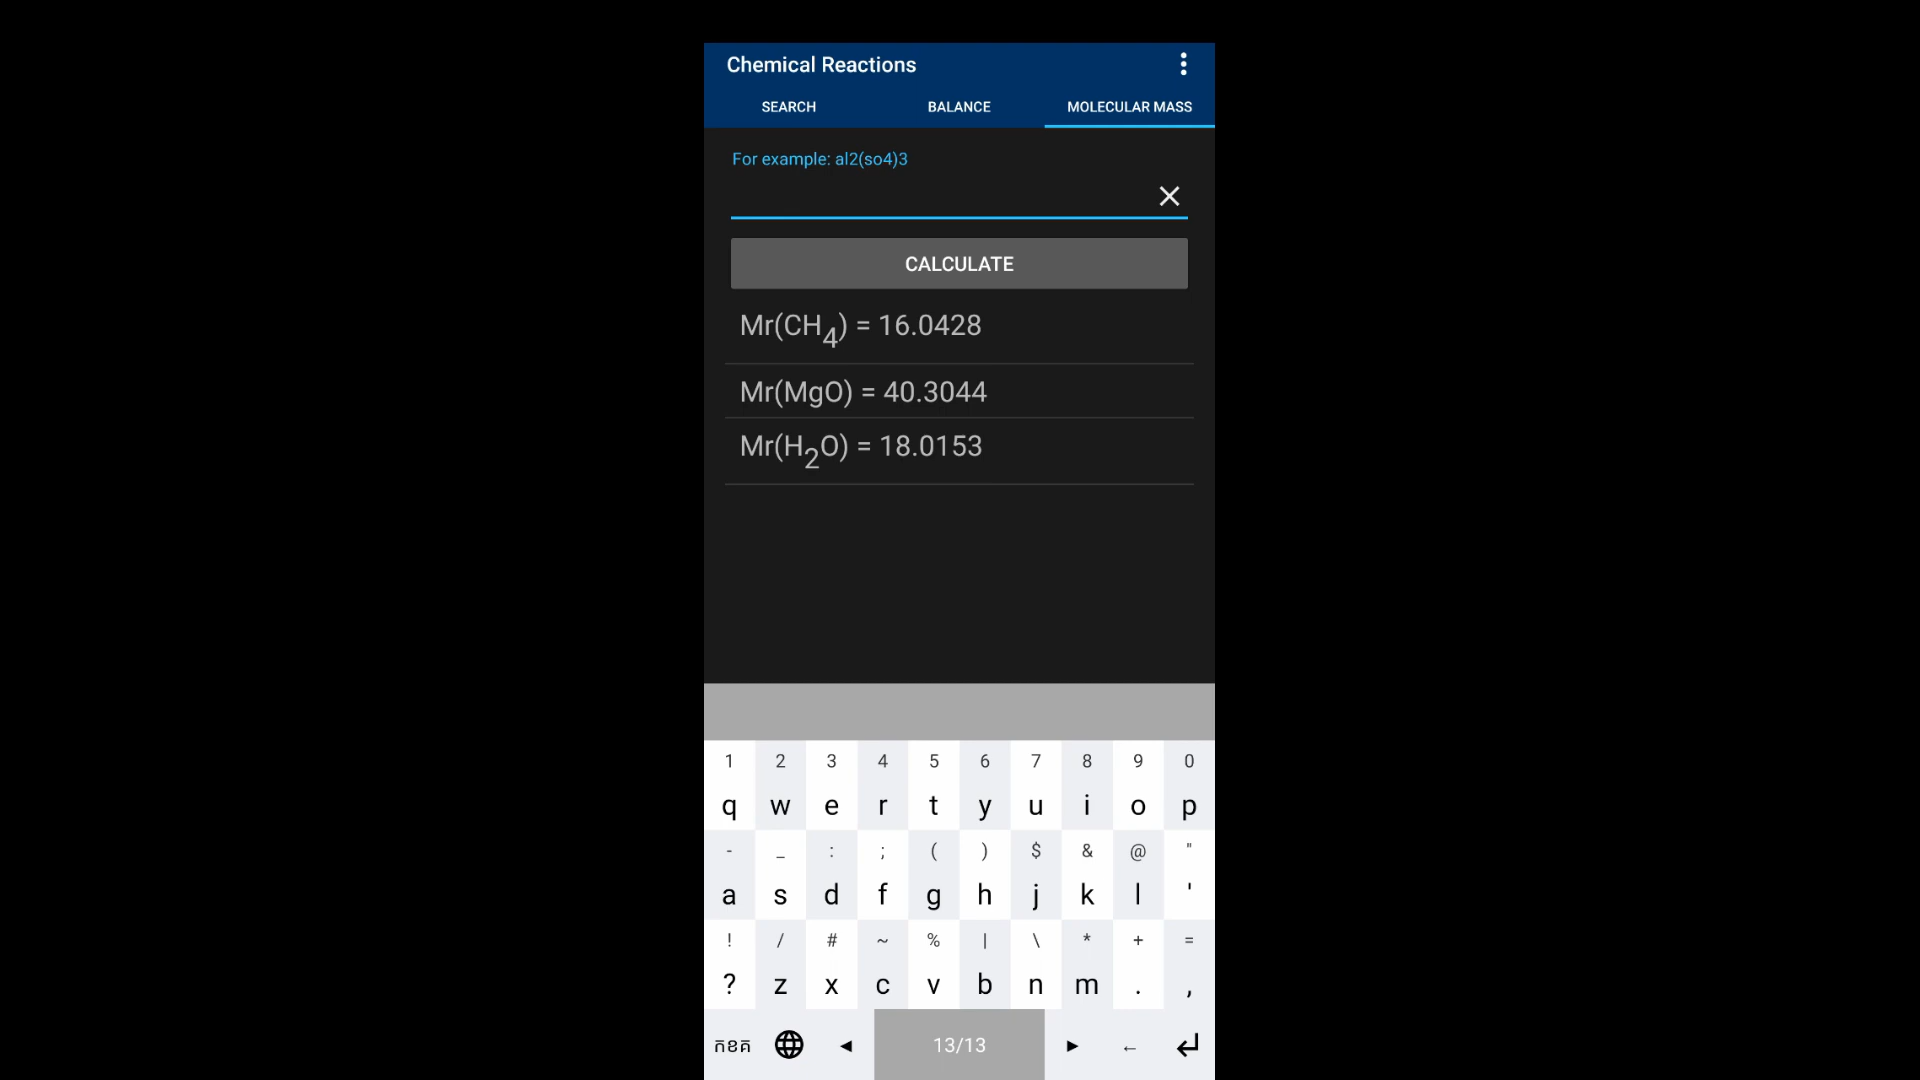 Chemical Reactions
SEARCH BALANCE MOLECULAR MASS
For example: al2(so4)3
CALCULATE
Mr(CH₄) = 16.0428
Mr(MgO) = 40.3044
Mr(H₂O) = 18.0153
1 2 3 4 5 6 7 8 9 0
q w e r t y u i o p
- _ : ; ( ) $ & @ "
a s d f g h j k l '
! / # ~ % | \ * + =
? z x c v b n m . ,
កខគ ◄ 13/13 ► ←